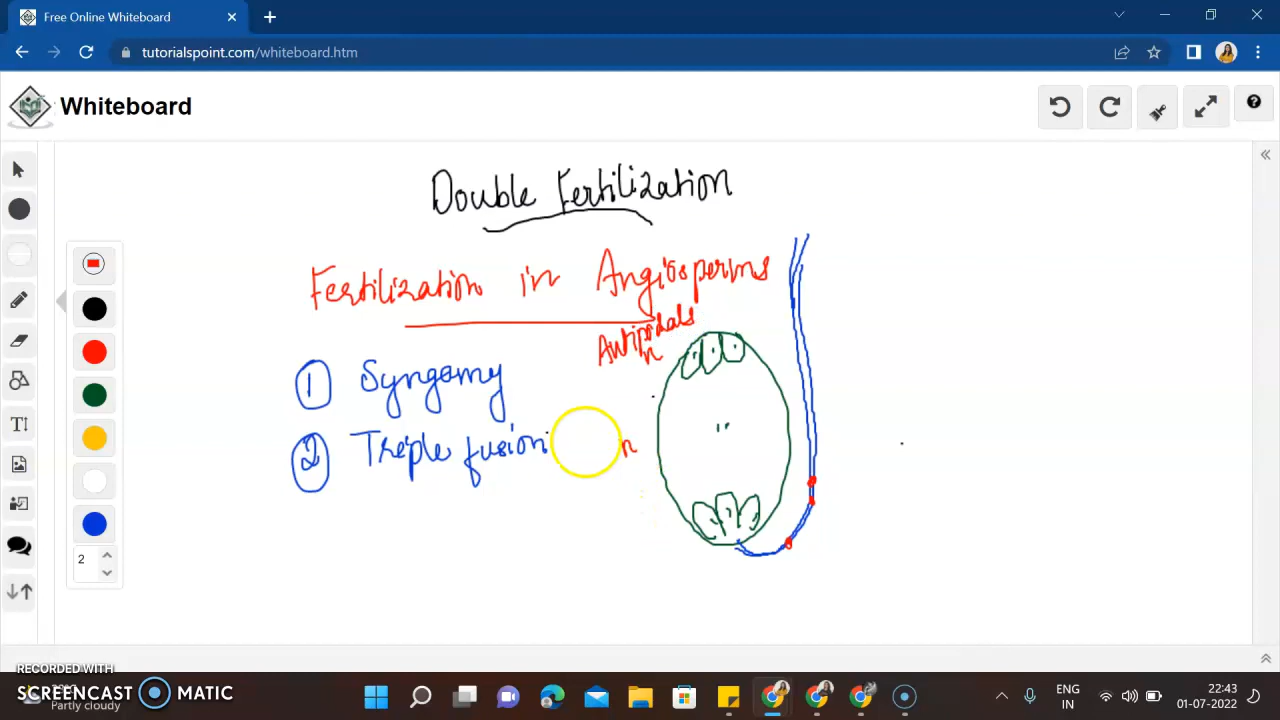 Free Online Whiteboard
tutorialspoint.com/whiteboard.htm
Whiteboard
Double Fertilization
Fertilization in Angiosperms
Antipodals
n
1 Syngamy
2 Triple fusion
n
2
RECORDED WITH
SCREENCAST MATIC
Partly cloudy
ENG
IN
22:43
01-07-2022